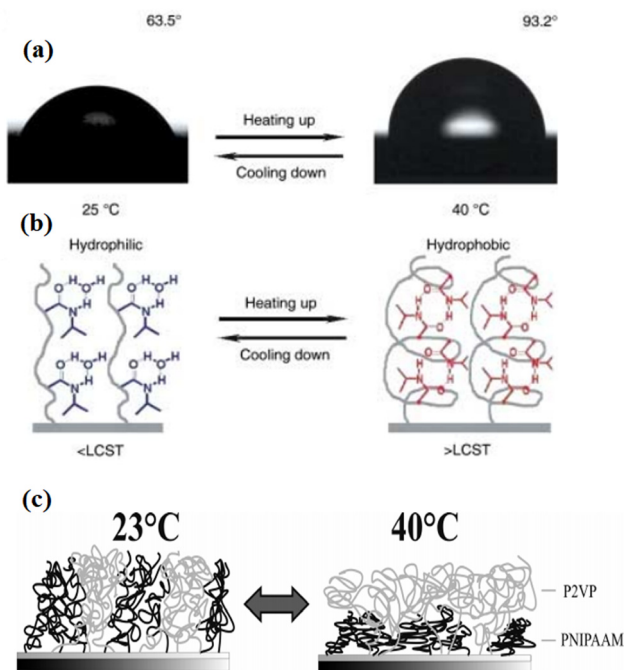 63.5°
93.2°
(a)
Heating up
Cooling down
25 °C
40 °C
(b)
Hydrophilic
Hydrophobic
O H O H
H
N
O H O H
H
N
Heating up
Cooling down
O H O H
H
N
O H O H
H
N
O H
N
H
N
O
O H
N
H
N
O
O H
N
H
N
O
O H
N
H
N
O
<LCST
>LCST
(c)
23°C
40°C
P2VP
PNIPAAM